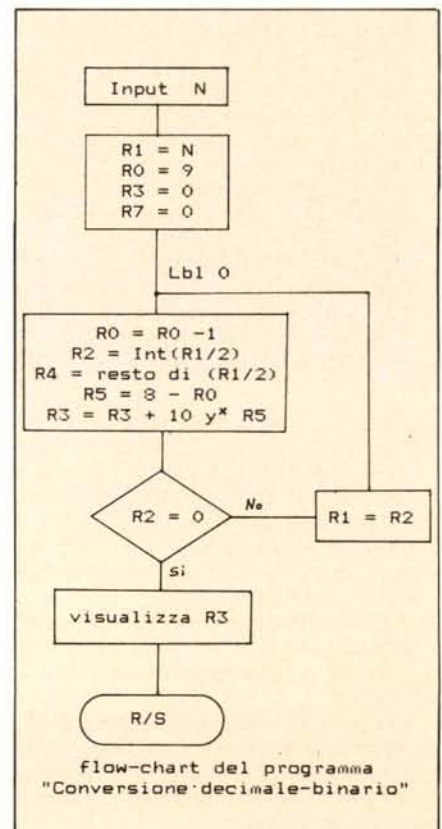 Input N
R1 = N
R0 = 9
R3 = 0
R7 = 0
Lbl 0
R0 = R0 -1
R2 = Int(R1/2)
R4 = resto di (R1/2)
R5 = 8 - R0
R3 = R3 + 10 yˣ R5
R2 = 0
No
R1 = R2
si
visualizza R3
R/S
flow-chart del programma
"Conversione decimale-binario"